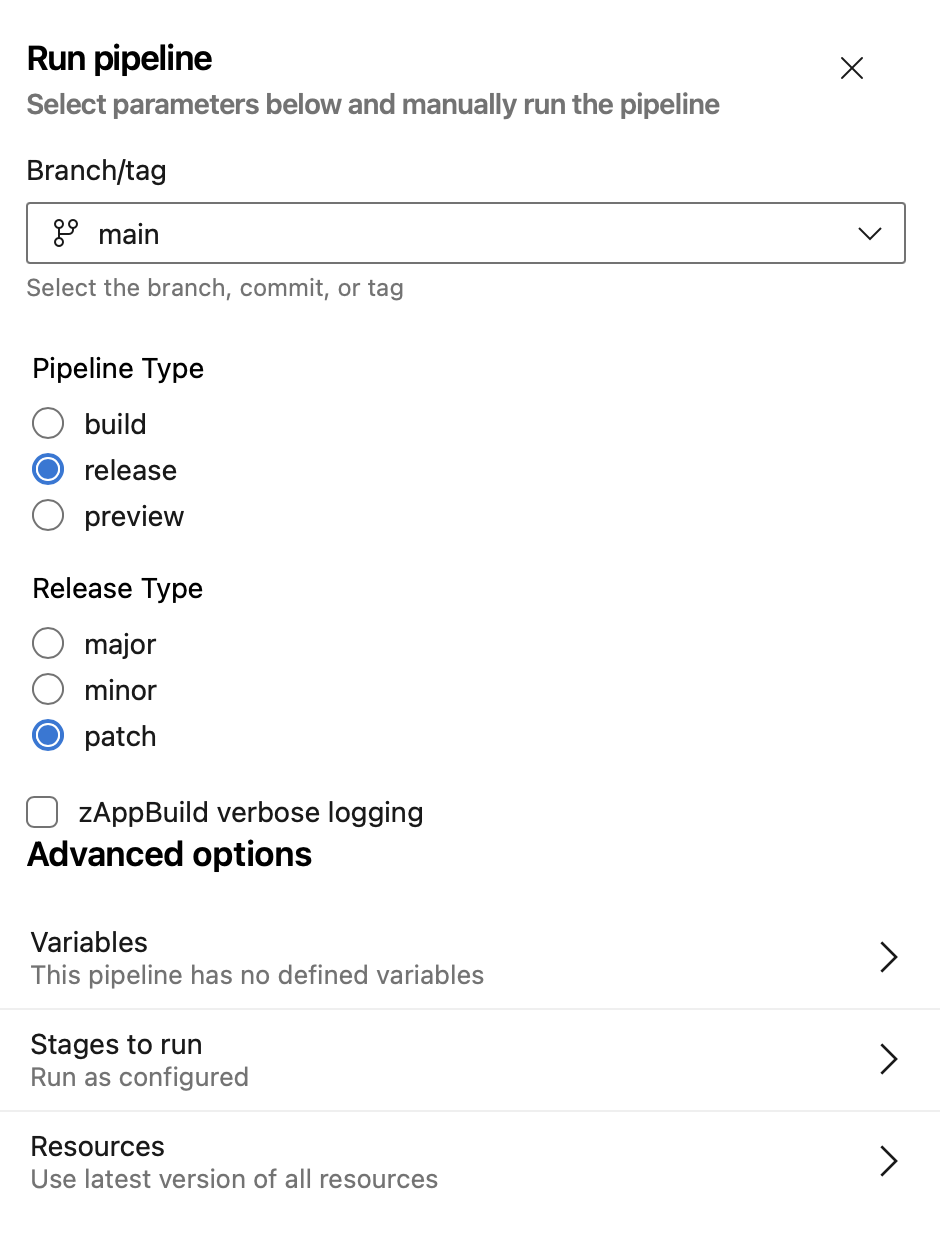 Run pipeline
Select parameters below and manually run the pipeline
Branch/tag
main
Select the branch, commit, or tag
Pipeline Type
build
release
preview
Release Type
major
minor
patch
zAppBuild verbose logging
Advanced options
Variables
This pipeline has no defined variables
Stages to run
Run as configured
Resources
Use latest version of all resources